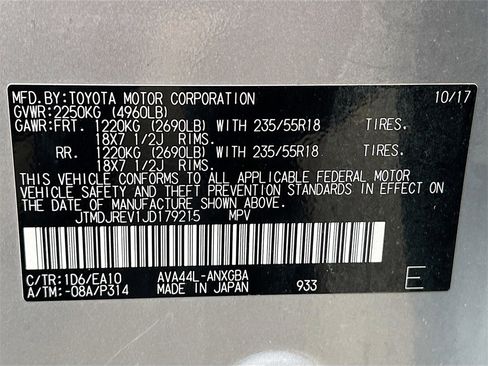 MFD.BY:TOYOTA MOTOR CORPORATION 10/17
GVWR:2250KG (4960LB)
GAWR:FRT. 1220KG (2690LB) WITH 235/55R18 TIRES.
18X7 1/2J RIMS.
RR. 1220KG (2690LB) WITH 235/55R18 TIRES.
18X7 1/2J RIMS.
THIS VEHICLE CONFORMS TO ALL APPLICABLE FEDERAL MOTOR
VEHICLE SAFETY AND THEFT PREVENTION STANDARDS IN EFFECT
ON THE DATE OF MANUFACTURE SHOWN ABOVE.
JTMDJREV1JD179215 MPV
C/TR:1D6/EA10 AVA44L-ANXGBA
A/TM:-08A/P314 MADE IN JAPAN 933 E